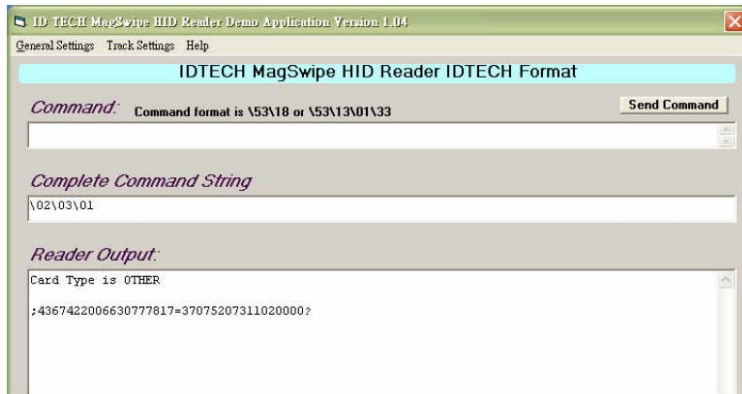 ID TECH MagSwipe HID Reader Demo Application Version 1.04
General Settings Track Settings Help
IDTECH MagSwipe HID Reader IDTECH Format
Command: Command format is \53\18 or \53\13\01\33 Send Command
Complete Command String
\02\03\01
Reader Output:
Card Type is OTHER
;4367422006630777817=37075207311020000?